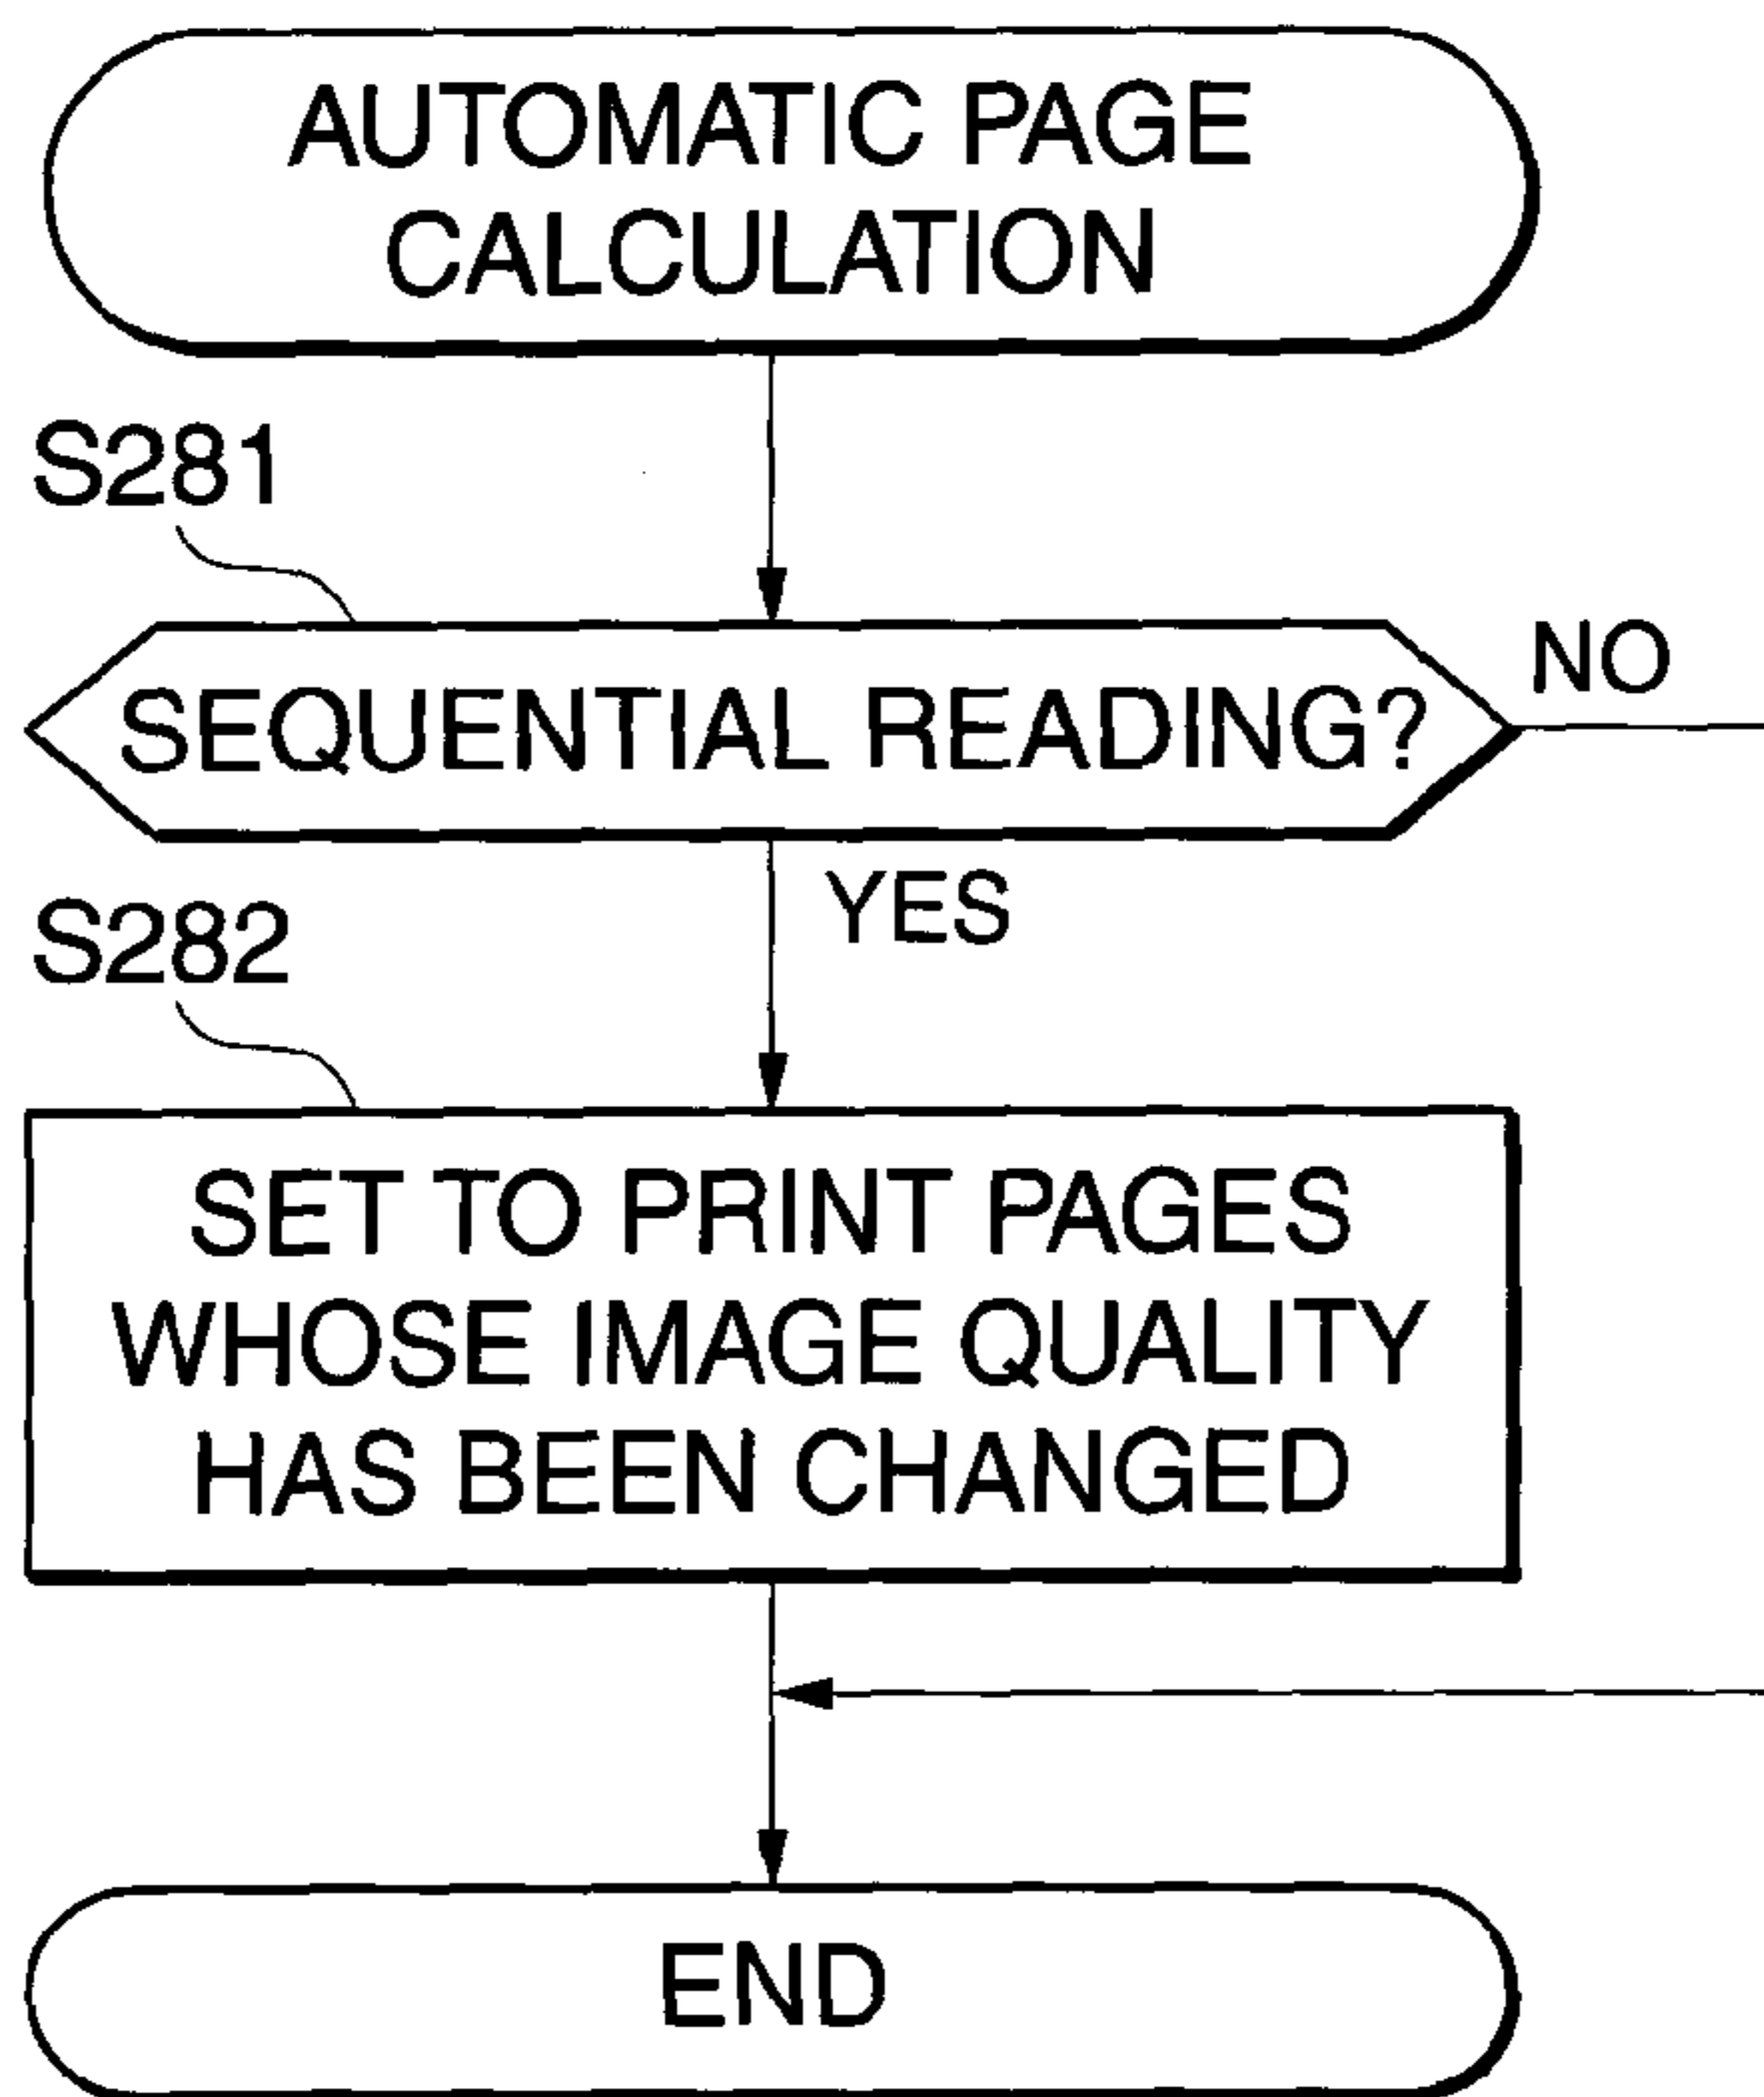 AUTOMATIC PAGE
CALCULATION
S281
SEQUENTIAL READING?
NO
YES
S282
SET TO PRINT PAGES
WHOSE IMAGE QUALITY
HAS BEEN CHANGED
END